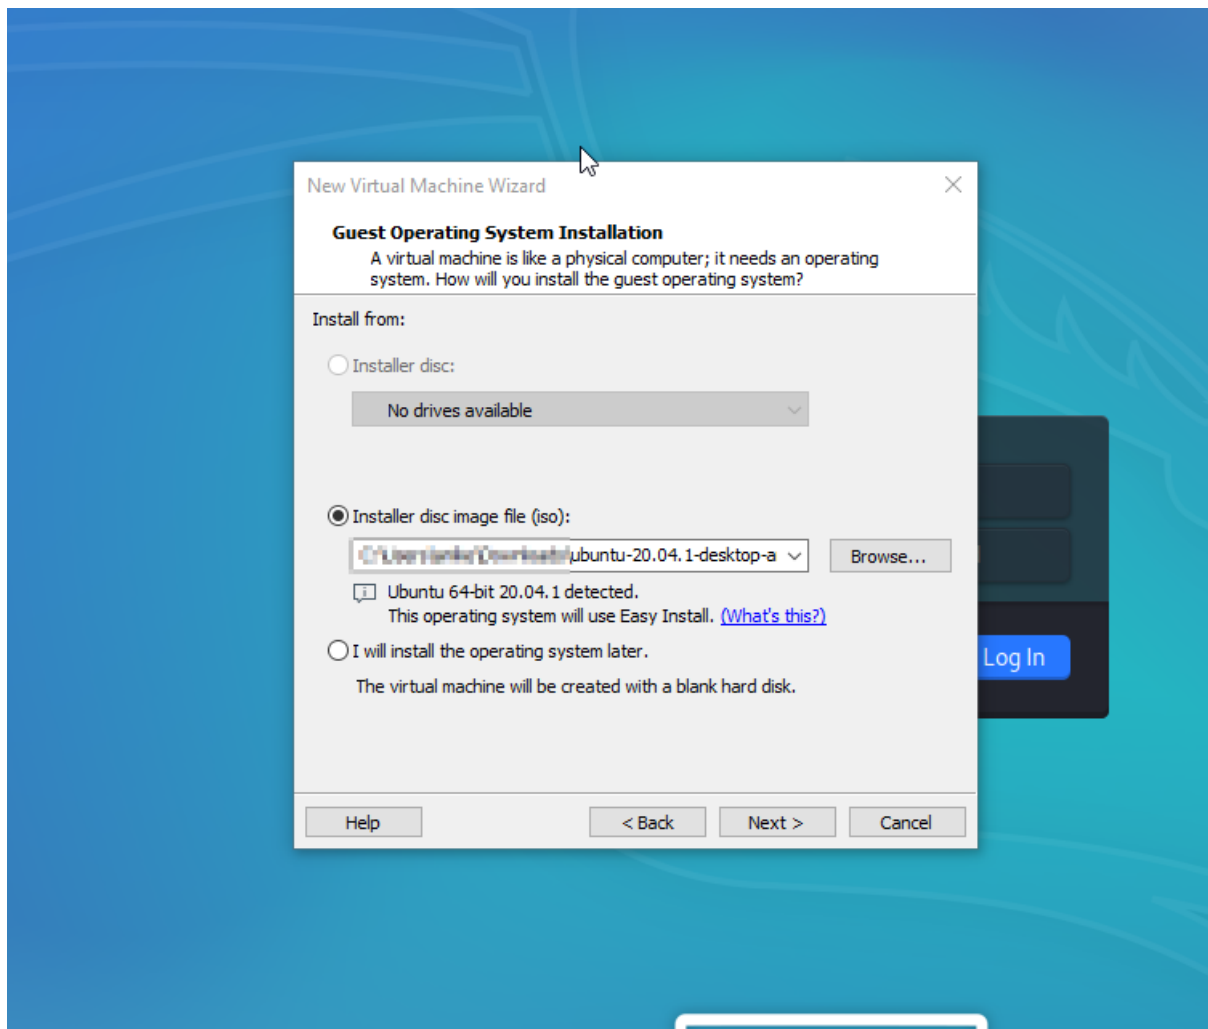 New Virtual Machine Wizard
Guest Operating System Installation
A virtual machine is like a physical computer; it needs an operating
system. How will you install the guest operating system?
Install from:
Installer disc:
No drives available
Installer disc image file (iso):
ubuntu-20.04.1-desktop-a
Browse...
Ubuntu 64-bit 20.04.1 detected.
This operating system will use Easy Install. (What's this?)
I will install the operating system later.
Log In
The virtual machine will be created with a blank hard disk.
Help
< Back
Next >
Cancel